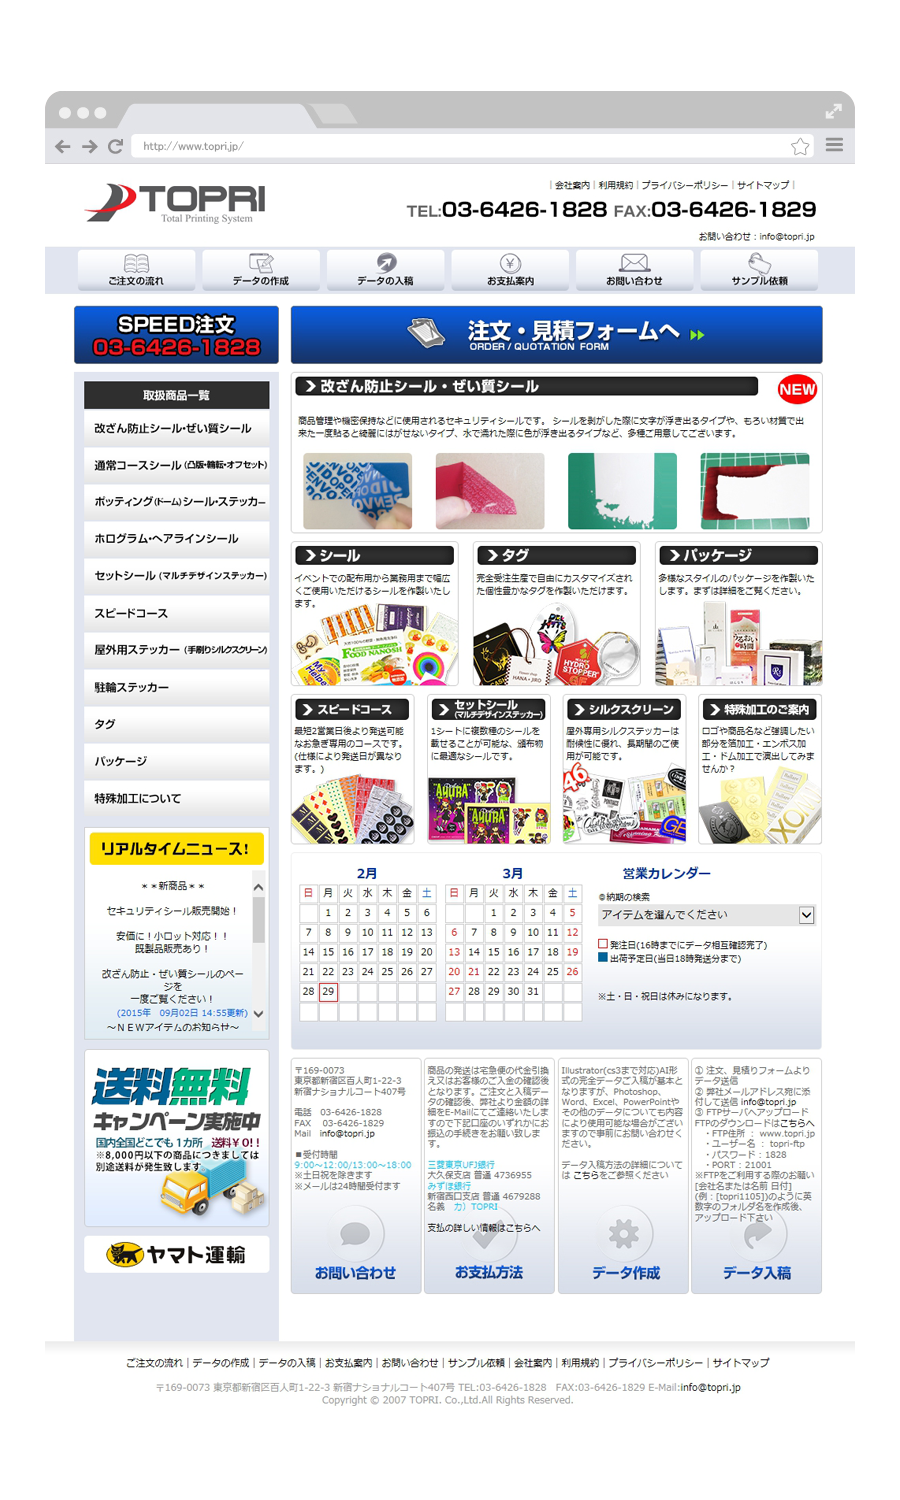 http://www.topri.jp/
TOPRI
Total Printing System
| 会社案内 | 利用規約 | プライバシーポリシー | サイトマップ |
TEL:03-6426-1828 FAX:03-6426-1829
お問い合わせ：info@topri.jp
ご注文の流れ
データの作成
データの入稿
お支払案内
お問い合わせ
サンプル依頼
SPEED注文
03-6426-1828
注文・見積フォームへ
ORDER / QUOTATION FORM
取扱商品一覧
改ざん防止シール・ぜい質シール
通常コースシール（凸版・輪転・オフセット）
ポッティング（ドーム）シール・ステッカー
ホログラム・ヘアラインシール
セットシール（マルチデザインステッカー）
スピードコース
屋外用ステッカー（手刷りシルクスクリーン）
駐輪ステッカー
タグ
パッケージ
特殊加工について
リアルタイムニュース!
＊＊新商品＊＊
セキュリティシール販売開始！
安価に！小ロット対応！！
既製品販売あり！
改ざん防止・ぜい質シールのペー
ジを
一度ご覧ください！
(2015年　09月02日 14:55更新)
～ＮＥＷアイテムのお知らせ～
送料無料
キャンペーン実施中
国内全国どこでも1カ所　送料￥0！！
※8,000円以下の商品につきましては
別途送料が発生致します
ヤマト運輸
改ざん防止シール・ぜい質シール
NEW
商品管理や機密保持などに使用されるセキュリティシールです。 シールを剥がした際に文字が浮き出るタイプや、もろい材質で出
来た一度貼ると綺麗にはがせないタイプ、水で濡れた際に色が浮き出るタイプなど、多種ご用意してございます。
シール
イベントでの配布用から業務用まで幅広
くご使用いただけるシールを作製いたし
ます。
FOOD NANOSH
タグ
完全受注生産で自由にカスタマイズされ
た個性豊かなタグを作製いただけます。
HANA・JIRO
HYDRO
STOPPER
パッケージ
多様なスタイルのパッケージを作製いた
します。まずは詳細をご覧ください。
うるおい
時間
スピードコース
最短2営業日後より発送可能
なお急ぎ専用のコースです。
(仕様により発送日が異なり
ます。)
セットシール
(マルチデザインステッカー)
1シートに複数種のシールを
載せることが可能な、頒布物
に最適なシールです。
AYURA
AYURA
シルクスクリーン
屋外専用シルクステッカーは
耐候性に優れ、長期間のご使
用が可能です。
46
GE
特殊加工のご案内
ロゴや商品名など強調したい
部分を箔加工・エンボス加
工・ドム加工で演出してみま
せんか？
XO
2月
日 月 火 水 木 金 土
1 2 3 4 5 6
7 8 9 10 11 12 13
14 15 16 17 18 19 20
21 22 23 24 25 26 27
28 29
3月
日 月 火 水 木 金 土
1 2 3 4 5
6 7 8 9 10 11 12
13 14 15 16 17 18 19
20 21 22 23 24 25 26
27 28 29 30 31
営業カレンダー
◎納期の検索
アイテムを選んでください
発注日(16時までにデータ相互確認完了)
出荷予定日(当日18時発送分まで)
※土・日・祝日は休みになります。
〒169-0073
東京都新宿区百人町1-22-3
新宿ナショナルコート407号
電話　03-6426-1828
FAX　03-6426-1829
Mail　info@topri.jp
■受付時間
9:00～12:00/13:00～18:00
※土日祝を除きます
※メールは24時間受付ます
お問い合わせ
商品の発送は宅急便の代金引換
え又はお客様のご入金の確認後
となります。ご注文と入稿デー
タの確認後、弊社より金額の詳
細をE-Mailにてご連絡いたしま
すので下記口座のいずれかにお
振込の手続きをお願い致しま
す。
三菱東京UFJ銀行
大久保支店 普通 4736955
みずほ銀行
新宿西口支店 普通 4679288
名義　カ）TOPRI
支払の詳しい情報はこちらへ
お支払方法
Illustrator(cs3まで対応)AI形
式の完全データご入稿が基本と
なりますが、Photoshop、
Word、Excel、PowerPointや
その他のデータについても内容
により使用可能な場合がござい
ますので事前にお問い合わせく
ださい。
データ入稿方法の詳細について
は こちらをご参照ください
データ作成
① 注文、見積りフォームより
データ送信
② 弊社メールアドレス宛に添
付して送信 info@topri.jp
③ FTPサーバへアップロード
FTPのダウンロードはこちらへ
・FTP住所 ： www.topri.jp
・ユーザー名 ： topri-ftp
・パスワード：1828
・PORT：21001
※FTPをご利用する際のお願い
[会社名または名前 日付]
(例：[topri1105])のように英
数字のフォルダ名を作成後、
アップロード下さい
データ入稿
ご注文の流れ | データの作成 | データの入稿 | お支払案内 | お問い合わせ | サンプル依頼 | 会社案内 | 利用規約 | プライバシーポリシー | サイトマップ
〒169-0073 東京都新宿区百人町1-22-3 新宿ナショナルコート407号 TEL:03-6426-1828　FAX:03-6426-1829 E-Mail:info@topri.jp
Copyright © 2007 TOPRI. Co.,Ltd.All Rights Reserved.